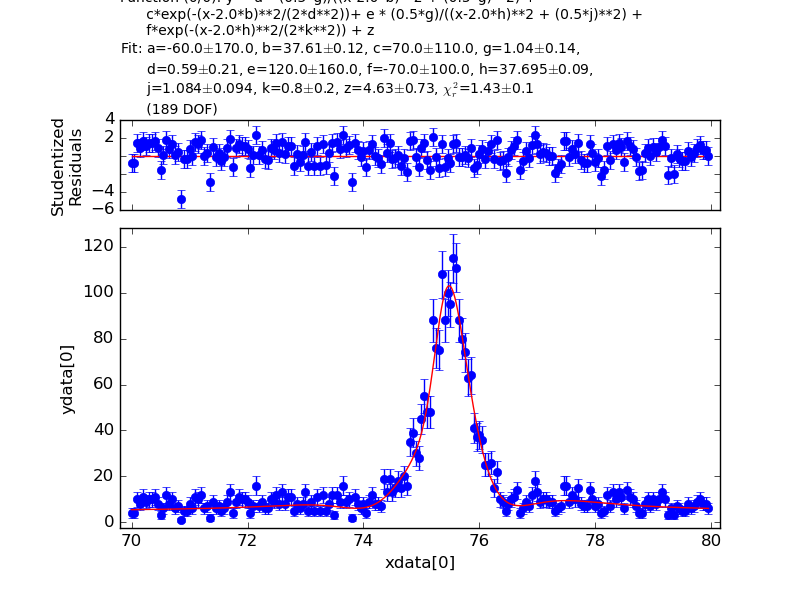 c*exp(-(x-2.0*b)**2/(2*d**2))+ e * (0.5*g)/((x-2.0*h)**2 + (0.5*j)**2) +
f*exp(-(x-2.0*h)**2/(2*k**2)) + z
Fit: a=-60.0±170.0, b=37.61±0.12, c=70.0±110.0, g=1.04±0.14,
d=0.59±0.21, e=120.0±160.0, f=-70.0±100.0, h=37.695±0.09,
j=1.084±0.094, k=0.8±0.2, z=4.63±0.73, χ²ᵣ=1.43±0.1
(189 DOF)
Studentized
Residuals
4
2
−4
−6
ydata[0]
120
100
80
60
40
20
0
70 72 74 76 78 80
xdata[0]